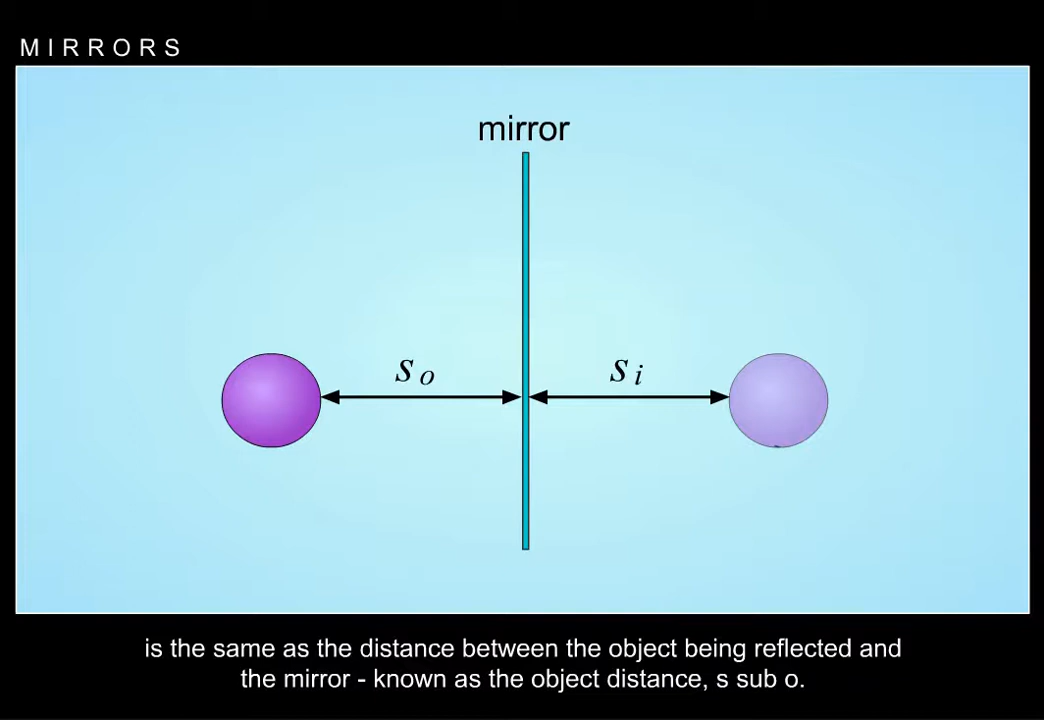 MIRRORS
mirror
s o
s i
is the same as the distance between the object being reflected and
the mirror - known as the object distance, s sub o.